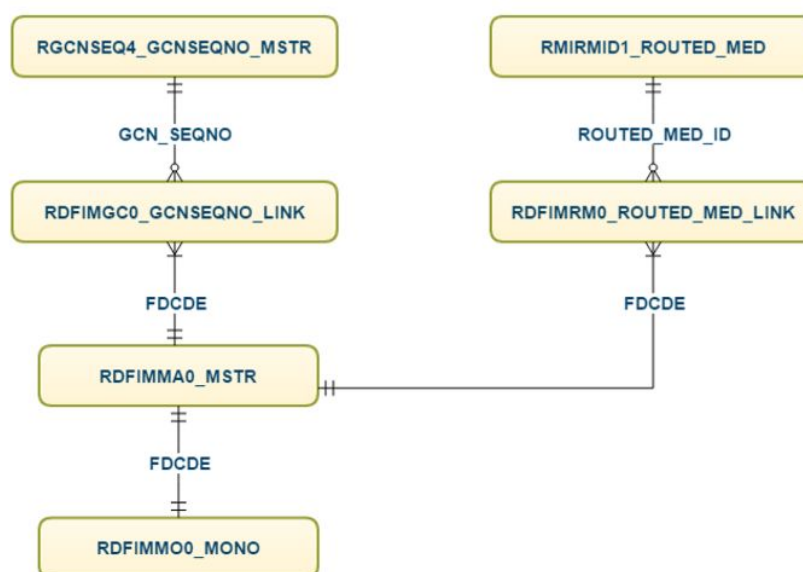 RGCNSEQ4_GCNSEQNO_MSTR
RMIRMID1_ROUTED_MED
GCN_SEQNO
ROUTED_MED_ID
RDFIMGC0_GCNSEQNO_LINK
RDFIMRM0_ROUTED_MED_LINK
FDCDE
FDCDE
RDFIMMA0_MSTR
FDCDE
RDFIMMO0_MONO